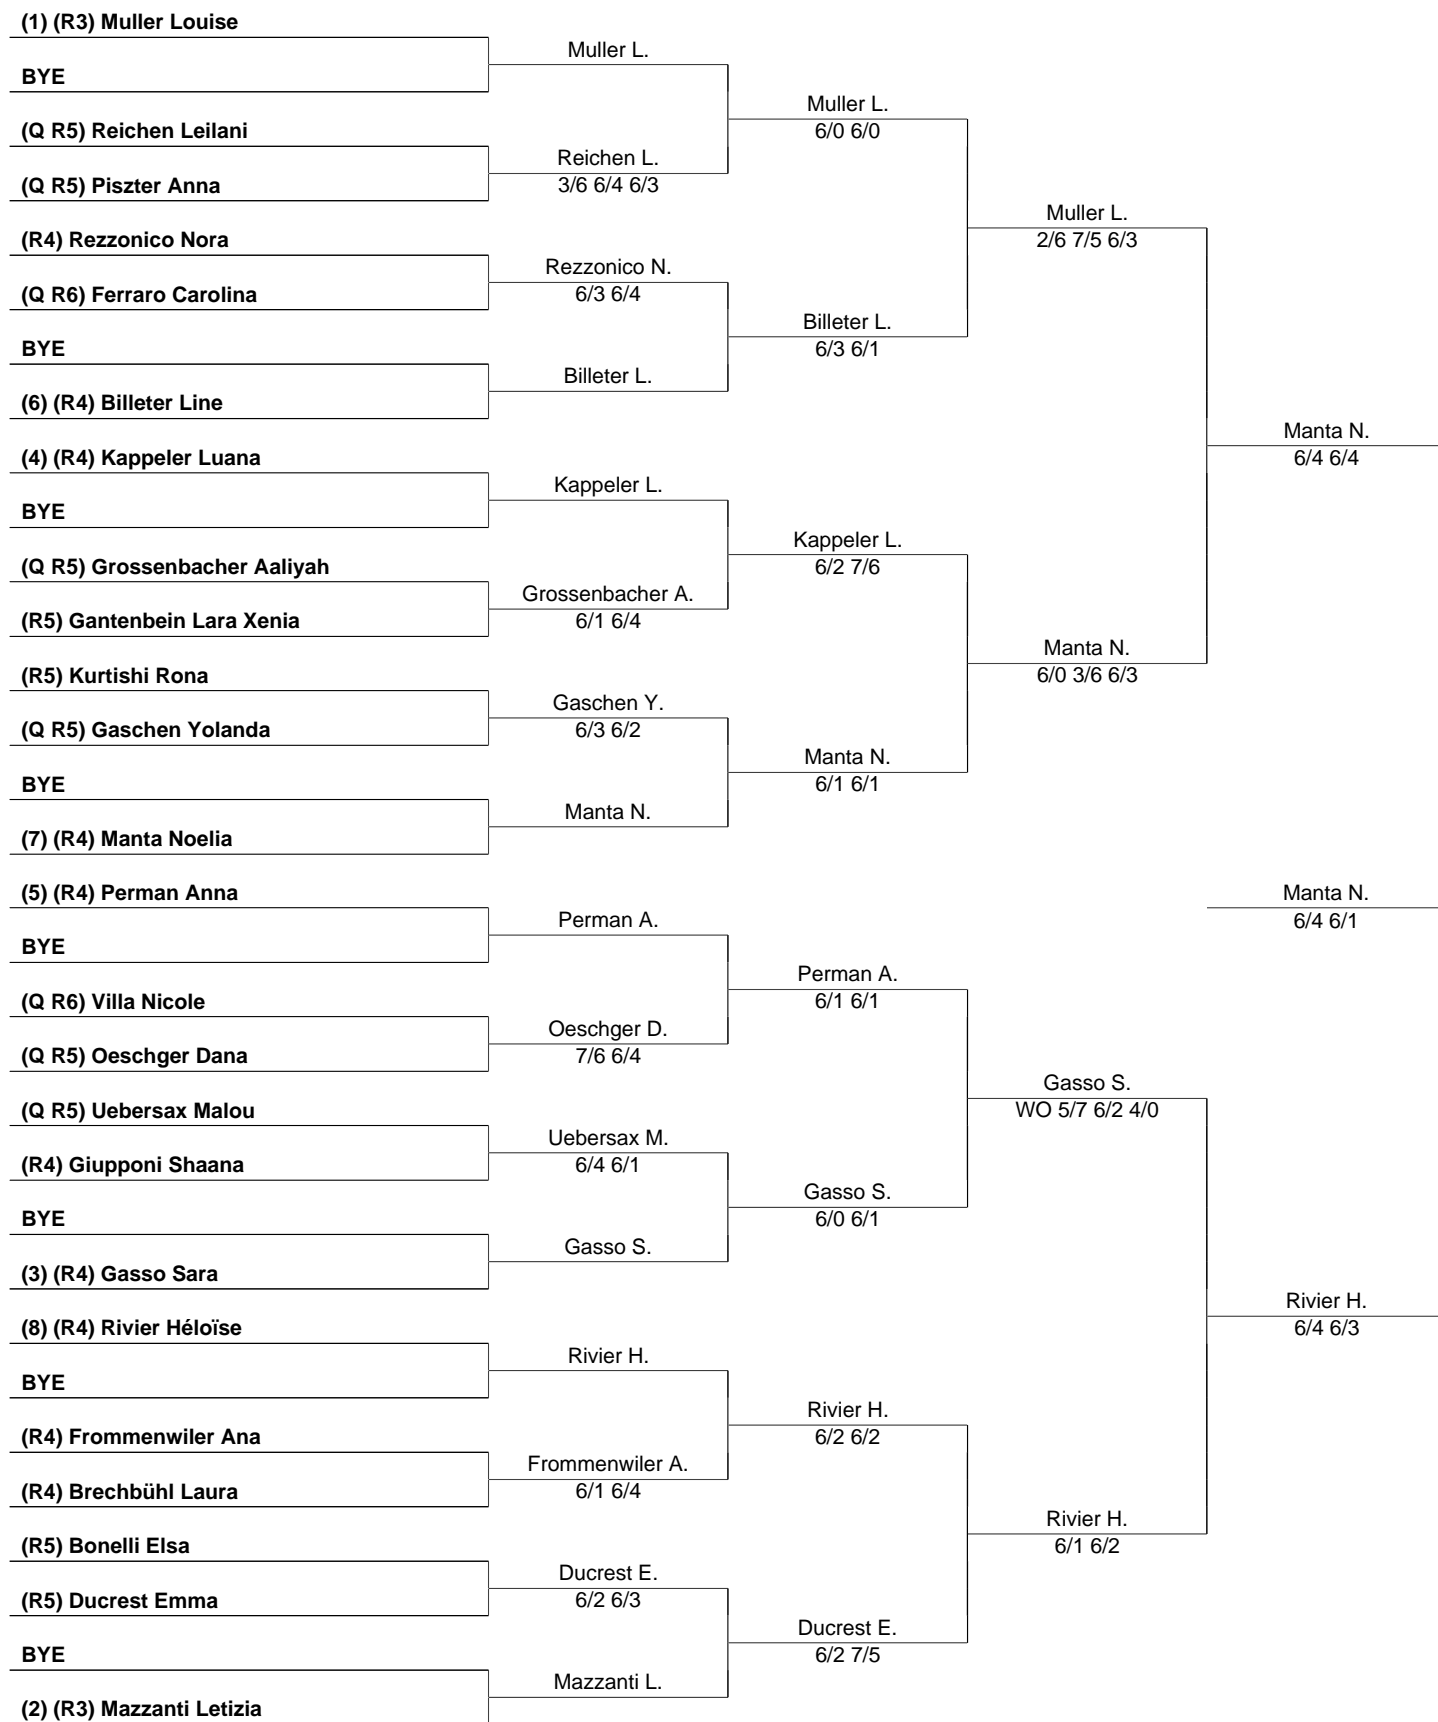 (1) (R3) Muller Louise
BYE
(Q R5) Reichen Leilani
(Q R5) Piszter Anna
(R4) Rezzonico Nora
(Q R6) Ferraro Carolina
BYE
(6) (R4) Billeter Line
(4) (R4) Kappeler Luana
BYE
(Q R5) Grossenbacher Aaliyah
(R5) Gantenbein Lara Xenia
(R5) Kurtishi Rona
(Q R5) Gaschen Yolanda
BYE
(7) (R4) Manta Noelia
(5) (R4) Perman Anna
BYE
(Q R6) Villa Nicole
(Q R5) Oeschger Dana
(Q R5) Uebersax Malou
(R4) Giupponi Shaana
BYE
(3) (R4) Gasso Sara
(8) (R4) Rivier Héloïse
BYE
(R4) Frommenwiler Ana
(R4) Brechbühl Laura
(R5) Bonelli Elsa
(R5) Ducrest Emma
BYE
(2) (R3) Mazzanti Letizia
Muller L.
Reichen L.
3/6 6/4 6/3
Rezzonico N.
6/3 6/4
Billeter L.
Kappeler L.
Grossenbacher A.
6/1 6/4
Gaschen Y.
6/3 6/2
Manta N.
Perman A.
Oeschger D.
7/6 6/4
Uebersax M.
6/4 6/1
Gasso S.
Rivier H.
Frommenwiler A.
6/1 6/4
Ducrest E.
6/2 6/3
Mazzanti L.
Muller L.
6/0 6/0
Billeter L.
6/3 6/1
Kappeler L.
6/2 7/6
Manta N.
6/1 6/1
Perman A.
6/1 6/1
Gasso S.
6/0 6/1
Rivier H.
6/2 6/2
Ducrest E.
6/2 7/5
Muller L.
2/6 7/5 6/3
Manta N.
6/0 3/6 6/3
Gasso S.
WO 5/7 6/2 4/0
Rivier H.
6/1 6/2
Manta N.
6/4 6/4
Manta N.
6/4 6/1
Rivier H.
6/4 6/3